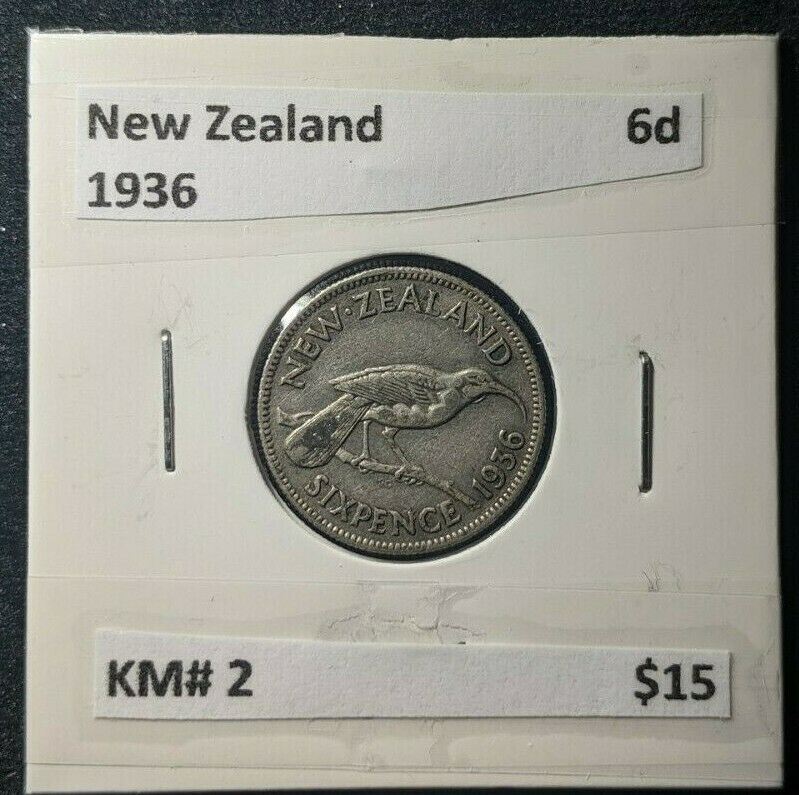 New Zealand 6d
1936
NEW·ZEALAND
1936
SIXPENCE
KM# 2 $15